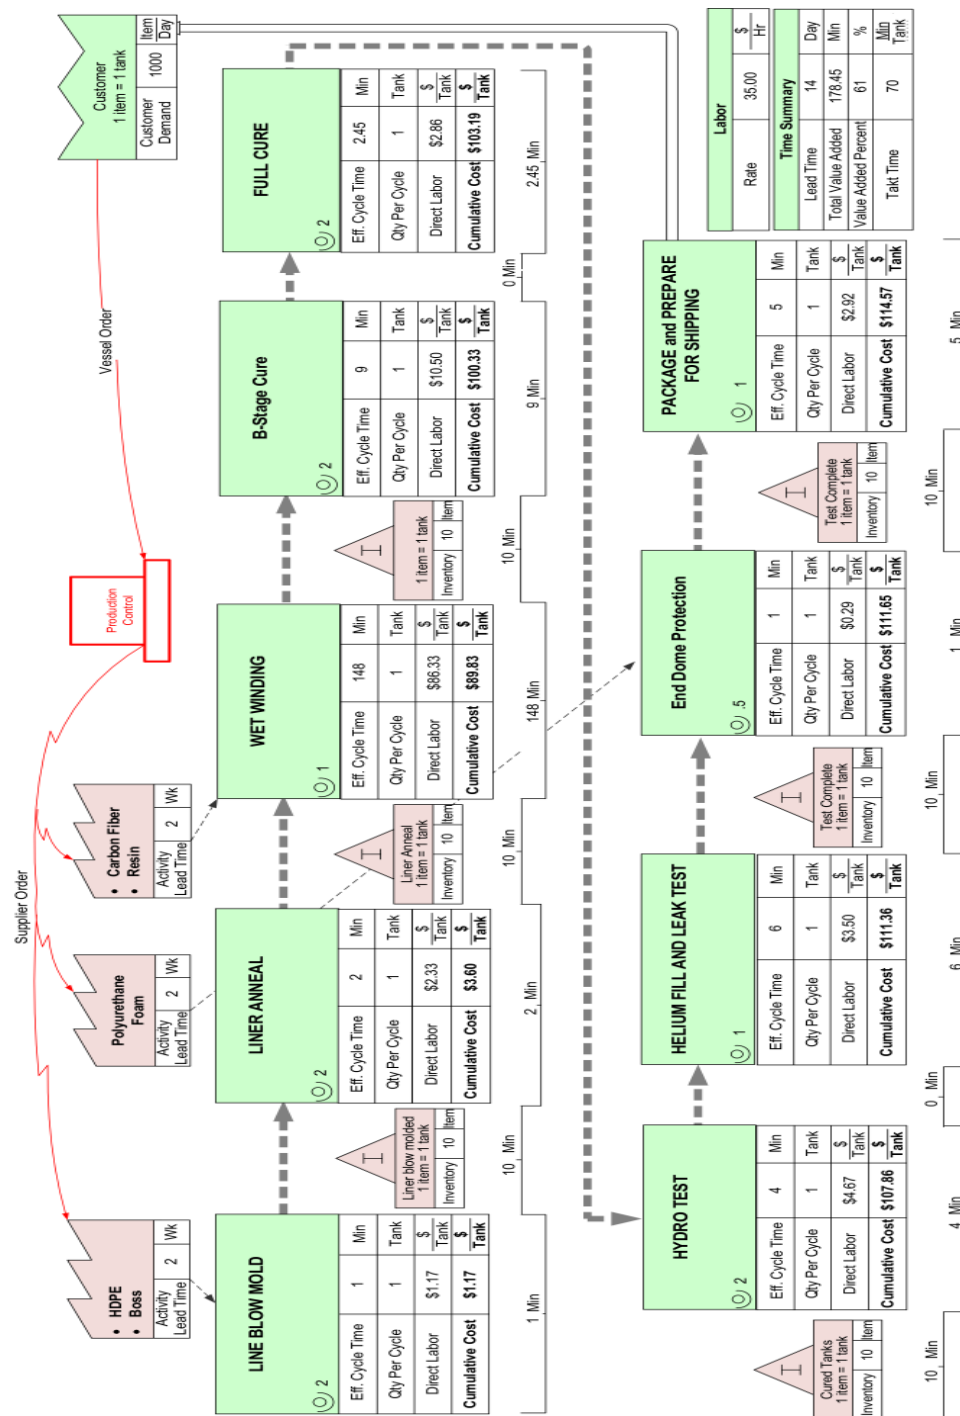 Supplier Order
Vessel Order
Production
Control
Customer
1 item = 1 tank
Customer
Demand
1000
Item
Day
HDPE
Boss
Activity
Lead Time
2
Wk
Polyurethane
Foam
Activity
Lead Time
2
Wk
Carbon Fiber
Resin
Activity
Lead Time
2
Wk
LINE BLOW MOLD
2
Eff. Cycle Time 1 Min
Qty Per Cycle 1 Tank
Direct Labor $1.17 $
Tank
Cumulative Cost $1.17 $
Tank
Liner blow molded
1 item = 1 tank
Inventory 10 Item
LINER ANNEAL
2
Eff. Cycle Time 2 Min
Qty Per Cycle 1 Tank
Direct Labor $2.33 $
Tank
Cumulative Cost $3.60 $
Tank
Liner Anneal
1 item = 1 tank
Inventory 10 Item
WET WINDING
1
Eff. Cycle Time 148 Min
Qty Per Cycle 1 Tank
Direct Labor $86.33 $
Tank
Cumulative Cost $89.83 $
Tank
1 item = 1 tank
Inventory 10 Item
B-Stage Cure
2
Eff. Cycle Time 9 Min
Qty Per Cycle 1 Tank
Direct Labor $10.50 $
Tank
Cumulative Cost $100.33 $
Tank
FULL CURE
2
Eff. Cycle Time 2.45 Min
Qty Per Cycle 1 Tank
Direct Labor $2.86 $
Tank
Cumulative Cost $103.19 $
Tank
1 Min
10 Min
2 Min
10 Min
148 Min
10 Min
9 Min
0 Min
2.45 Min
Cured Tanks
1 item = 1 tank
Inventory 10 Item
HYDRO TEST
2
Eff. Cycle Time 4 Min
Qty Per Cycle 1 Tank
Direct Labor $4.67 $
Tank
Cumulative Cost $107.86 $
Tank
HELIUM FILL AND LEAK TEST
1
Eff. Cycle Time 6 Min
Qty Per Cycle 1 Tank
Direct Labor $3.50 $
Tank
Cumulative Cost $111.36 $
Tank
Test Complete
1 item = 1 tank
Inventory 10 Item
End Dome Protection
.5
Eff. Cycle Time 1 Min
Qty Per Cycle 1 Tank
Direct Labor $0.29 $
Tank
Cumulative Cost $111.65 $
Tank
Test Complete
1 item = 1 tank
Inventory 10 Item
PACKAGE and PREPARE
FOR SHIPPING
1
Eff. Cycle Time 5 Min
Qty Per Cycle 1 Tank
Direct Labor $2.92 $
Tank
Cumulative Cost $114.57 $
Tank
Labor
Rate 35.00 $
Hr
Time Summary
Lead Time 14 Day
Total Value Added 178.45 Min
Value Added Percent 61 %
Takt Time 70 Min
Tank
10 Min
4 Min
0 Min
6 Min
10 Min
1 Min
10 Min
5 Min